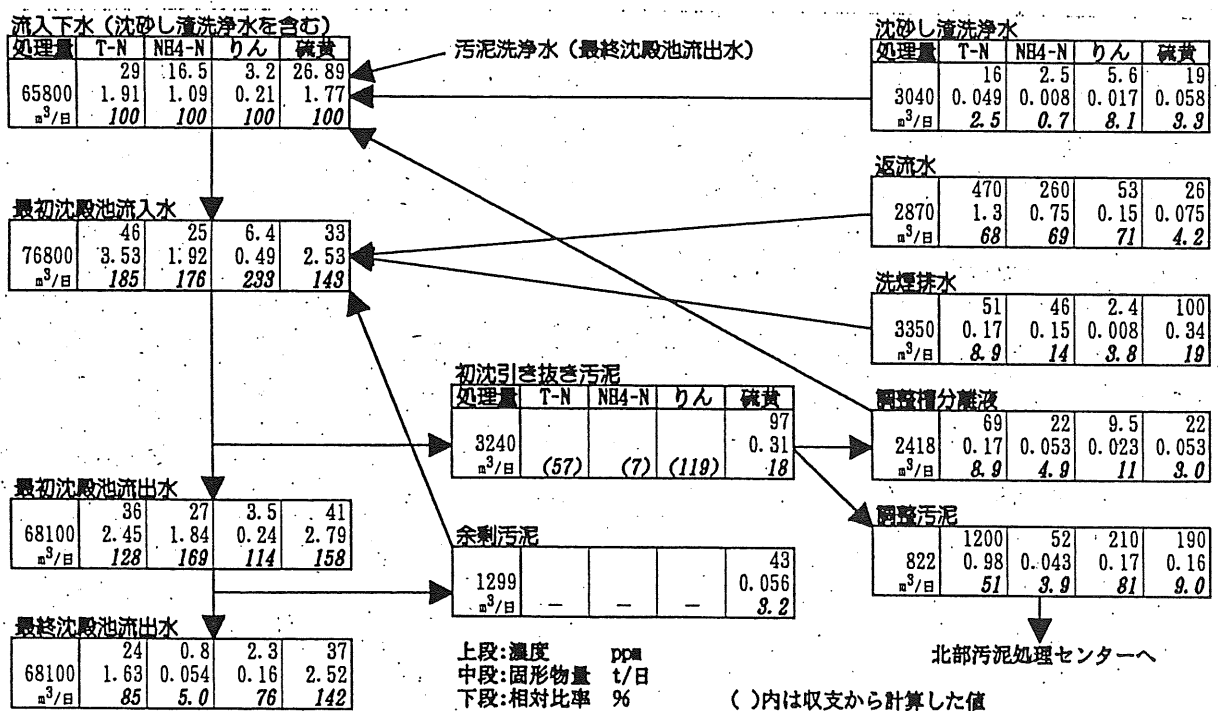 流入下水（沈砂し渣洗浄水を含む）
処理量 T-N NH4-N りん 硫黄
29 16.5 3.2 26.89
65800 1.91 1.09 0.21 1.77
m³/日 100 100 100 100
汚泥洗浄水（最終沈殿池流出水）
沈砂し渣洗浄水
処理量 T-N NH4-N りん 硫黄
16 2.5 5.6 19
3040 0.049 0.008 0.017 0.058
m³/日 2.5 0.7 8.1 3.3
返流水
470 260 53 26
2870 1.3 0.75 0.15 0.075
m³/日 68 69 71 4.2
最初沈殿池流入水
46 25 6.4 33
76800 3.53 1.92 0.49 2.53
m³/日 185 176 233 143
洗煙排水
51 46 2.4 100
3350 0.17 0.15 0.008 0.34
m³/日 8.9 14 3.8 19
初沈引き抜き汚泥
処理量 T-N NH4-N りん 硫黄
97
3240 0.31
m³/日 (57) (7) (119) 18
調整槽分離液
69 22 9.5 22
2418 0.17 0.053 0.023 0.053
m³/日 8.9 4.9 11 3.0
最初沈殿池流出水
36 27 3.5 41
68100 2.45 1.84 0.24 2.79
m³/日 128 169 114 158
余剰汚泥
43
1299 0.056
m³/日 － － － 3.2
調整汚泥
1200 52 210 190
822 0.98 0.043 0.17 0.16
m³/日 51 3.9 81 9.0
最終沈殿池流出水
24 0.8 2.3 37
68100 1.63 0.054 0.16 2.52
m³/日 85 5.0 76 142
上段:濃度 ppm
中段:固形物量 t/日
下段:相対比率 %
北部汚泥処理センターへ
( )内は収支から計算した値